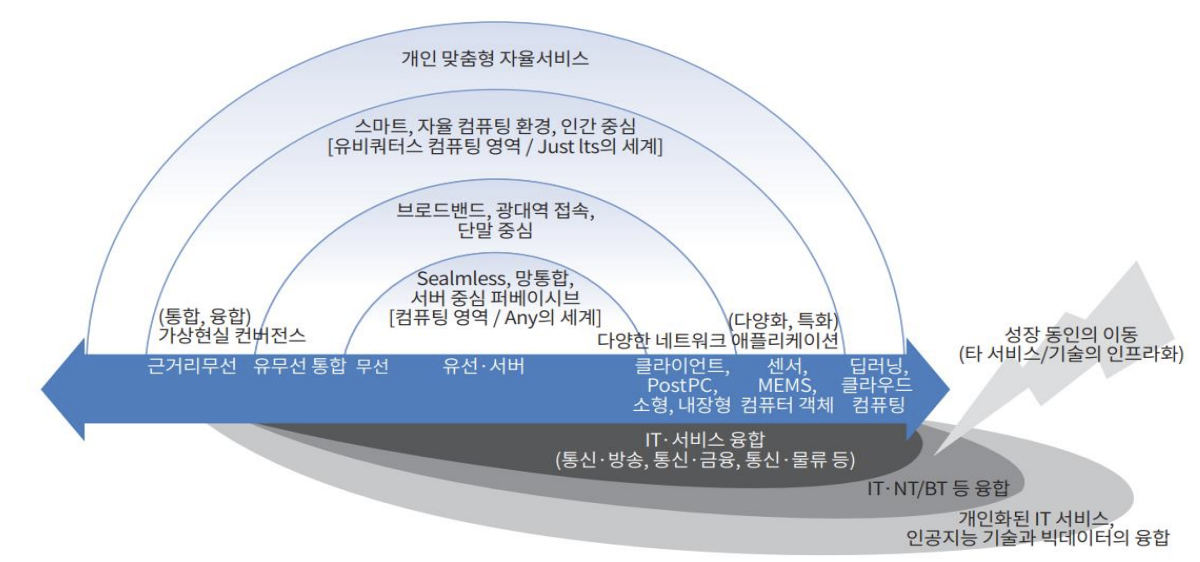 개인 맞춤형 자율서비스
스마트, 자율 컴퓨팅 환경, 인간 중심
[유비쿼터스 컴퓨팅 영역 / Just lts의 세계]
브로드밴드, 광대역 접속,
단말 중심
Sealmless, 망통합,
서버 중심 퍼베이시브
[컴퓨팅 영역 / Any의 세계]
(통합, 융합)
가상현실 컨버전스
(다양화, 특화)
다양한 네트워크 애플리케이션
성장 동인의 이동
(타 서비스/기술의 인프라화)
근거리무선
유무선 통합
무선
유선·서버
클라이언트,
PostPC,
소형, 내장형
센서,
MEMS,
컴퓨터 객체
딥러닝,
클라우드
컴퓨팅
IT·서비스 융합
(통신·방송, 통신·금융, 통신·물류 등)
IT·NT/BT 등 융합
개인화된 IT 서비스,
인공지능 기술과 빅데이터의 융합